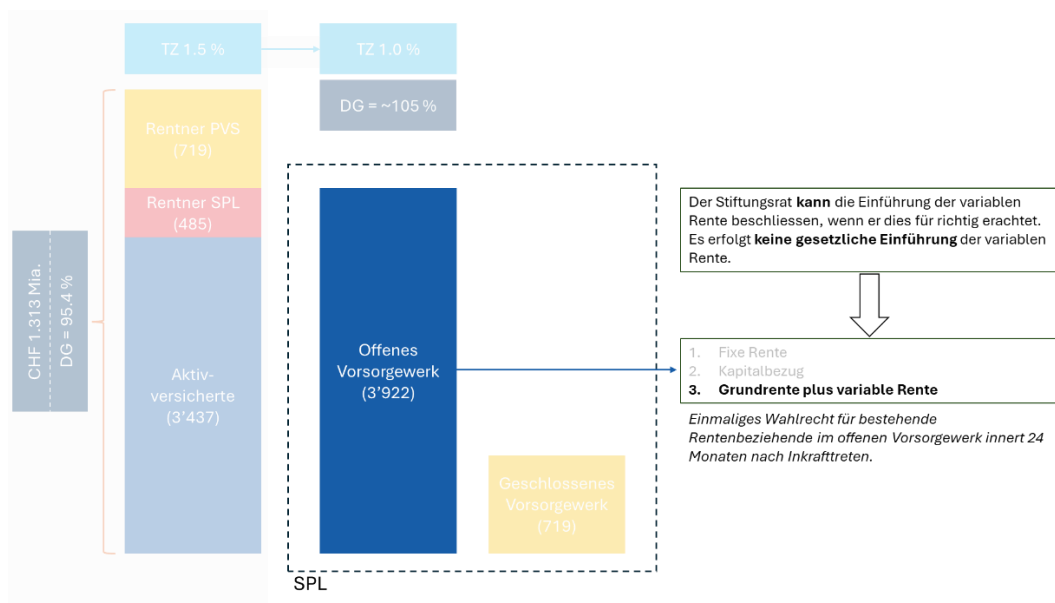 TZ 1.5 %
TZ 1.0 %
DG = ~105 %
Rentner PVS
(719)
Rentner SPL
(485)
CHF 1.313 Mia.
DG = 95.4 %
Aktiv-
versicherte
(3’437)
Offenes
Vorsorgewerk
(3’922)
Geschlossenes
Vorsorgewerk
(719)
SPL
Der Stiftungsrat kann die Einführung der variablen
Rente beschliessen, wenn er dies für richtig erachtet.
Es erfolgt keine gesetzliche Einführung der variablen
Rente.
1. Fixe Rente
2. Kapitalbezug
3. Grundrente plus variable Rente
Einmaliges Wahlrecht für bestehende
Rentenbeziehende im offenen Vorsorgewerk innert 24
Monaten nach Inkrafttreten.